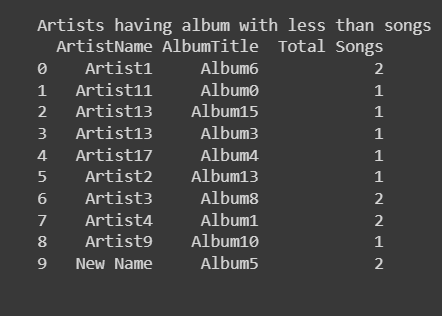 Artists having album with less than songs
ArtistName AlbumTitle Total Songs
0 Artist1 Album6 2
1 Artist11 Album0 1
2 Artist13 Album15 1
3 Artist13 Album3 1
4 Artist17 Album4 1
5 Artist2 Album13 1
6 Artist3 Album8 2
7 Artist4 Album1 2
8 Artist9 Album10 1
9 New Name Album5 2